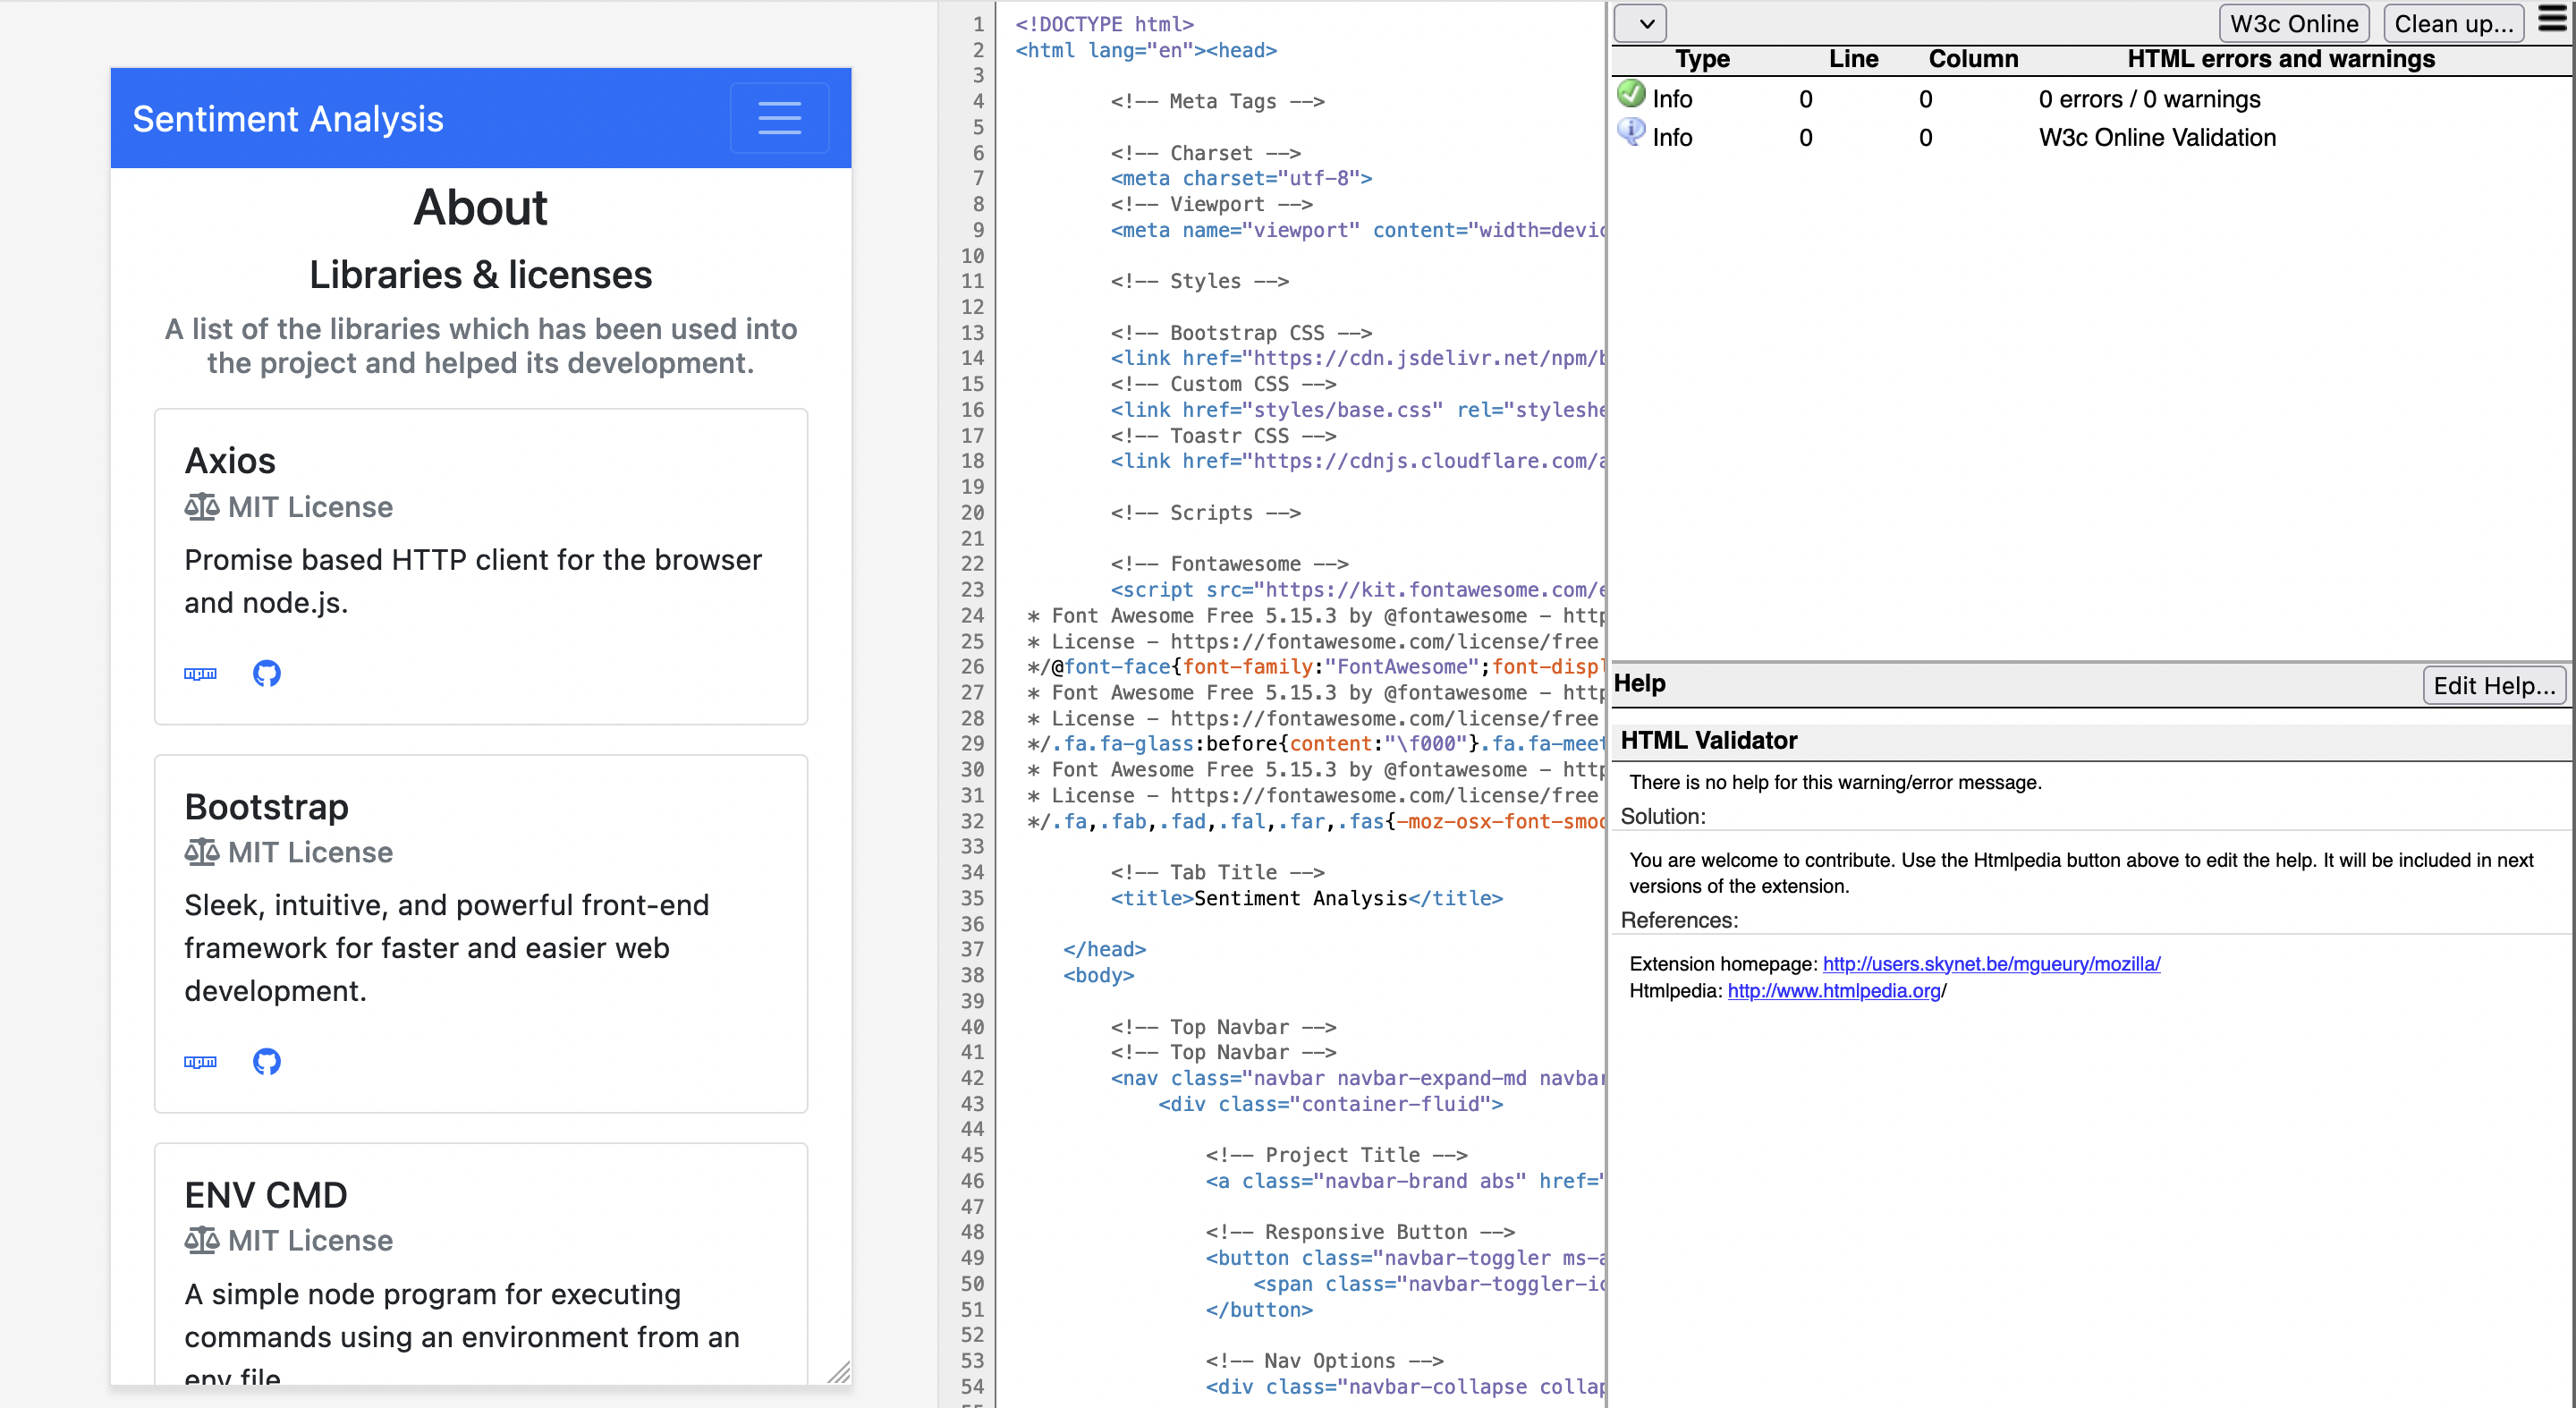 Sentiment Analysis
About
Libraries & licenses
A list of the libraries which has been used into
the project and helped its development.
Axios
MIT License
Promise based HTTP client for the browser
and node.js.
npm
Bootstrap
MIT License
Sleek, intuitive, and powerful front-end
framework for faster and easier web
development.
npm
ENV CMD
MIT License
A simple node program for executing
commands using an environment from an
env file
1 <!DOCTYPE html>
2 <html lang="en"><head>
3
4 <!-- Meta Tags -->
5
6 <!-- Charset -->
7 <meta charset="utf-8">
8 <!-- Viewport -->
9 <meta name="viewport" content="width=devic
10
11 <!-- Styles -->
12
13 <!-- Bootstrap CSS -->
14 <link href="https://cdn.jsdelivr.net/npm/b
15 <!-- Custom CSS -->
16 <link href="styles/base.css" rel="styleshe
17 <!-- Toastr CSS -->
18 <link href="https://cdnjs.cloudflare.com/a
19
20 <!-- Scripts -->
21
22 <!-- Fontawesome -->
23 <script src="https://kit.fontawesome.com/e
24 * Font Awesome Free 5.15.3 by @fontawesome - http
25 * License - https://fontawesome.com/license/free
26 */@font-face{font-family:"FontAwesome";font-displ
27 * Font Awesome Free 5.15.3 by @fontawesome - http
28 * License - https://fontawesome.com/license/free
29 */.fa.fa-glass:before{content:"\f000"}.fa.fa-meet
30 * Font Awesome Free 5.15.3 by @fontawesome - http
31 * License - https://fontawesome.com/license/free
32 */.fa,.fab,.fad,.fal,.far,.fas{-moz-osx-font-smoo
33
34 <!-- Tab Title -->
35 <title>Sentiment Analysis</title>
36
37 </head>
38 <body>
39
40 <!-- Top Navbar -->
41 <!-- Top Navbar -->
42 <nav class="navbar navbar-expand-md navbar
43 <div class="container-fluid">
44
45 <!-- Project Title -->
46 <a class="navbar-brand abs" href="
47
48 <!-- Responsive Button -->
49 <button class="navbar-toggler ms-a
50 <span class="navbar-toggler-ic
51 </button>
52
53 <!-- Nav Options -->
54 <div class="navbar-collapse collap
55
W3c Online Clean up...
Type Line Column HTML errors and warnings
Info 0 0 0 errors / 0 warnings
Info 0 0 W3c Online Validation
Help Edit Help...
HTML Validator
There is no help for this warning/error message.
Solution:
You are welcome to contribute. Use the Htmlpedia button above to edit the help. It will be included in next
versions of the extension.
References:
Extension homepage: http://users.skynet.be/mgueury/mozilla/
Htmlpedia: http://www.htmlpedia.org/